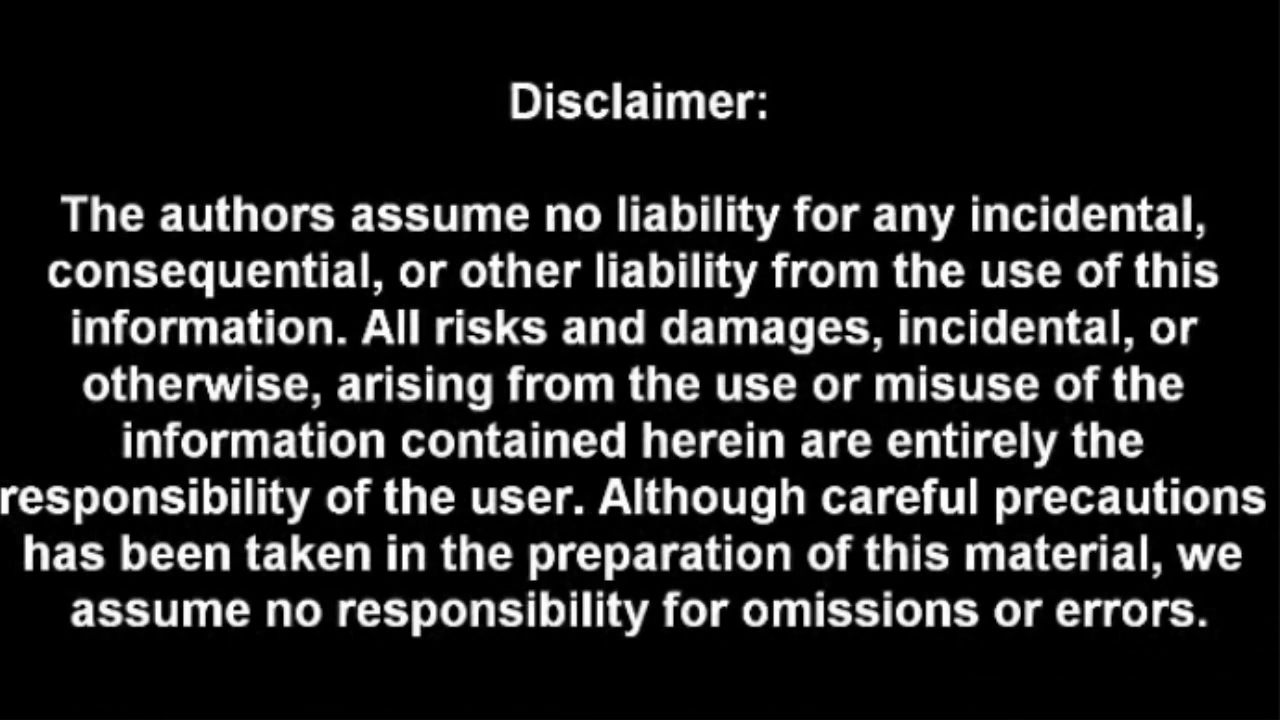 Disclaimer:
The authors assume no liability for any incidental,
consequential, or other liability from the use of this
information. All risks and damages, incidental, or
otherwise, arising from the use or misuse of the
information contained herein are entirely the
responsibility of the user. Although careful precautions
has been taken in the preparation of this material, we
assume no responsibility for omissions or errors.